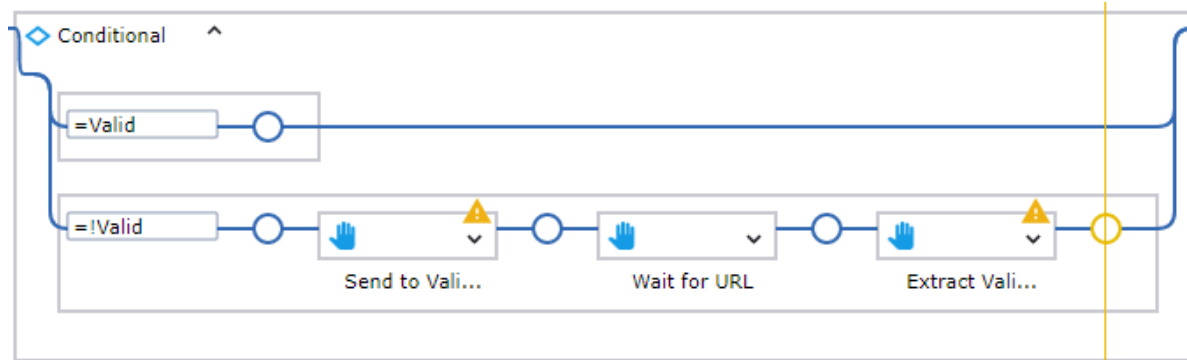 Conditional
=Valid
=!Valid
Send to Vali...
Wait for URL
Extract Vali...